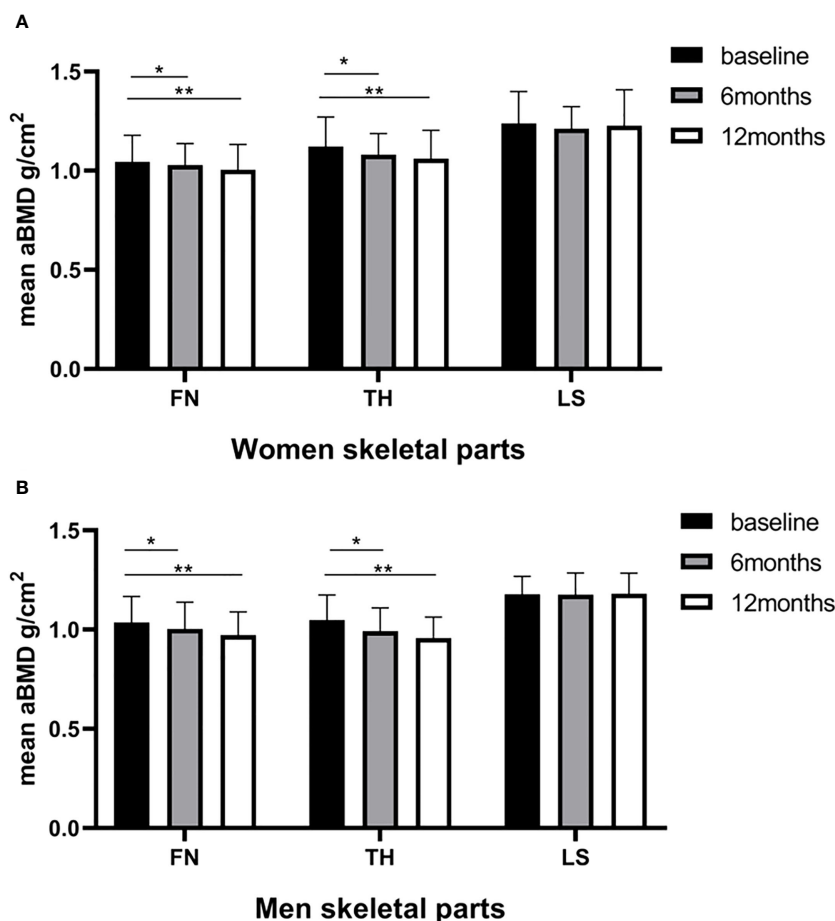 A
baseline
6months
12months
mean aBMD g/cm²
1.5
1.0
0.5
0.0
*
**
*
**
FN
TH
LS
Women skeletal parts
B
baseline
6months
12months
mean aBMD g/cm²
1.5
1.0
0.5
0.0
*
**
*
**
FN
TH
LS
Men skeletal parts